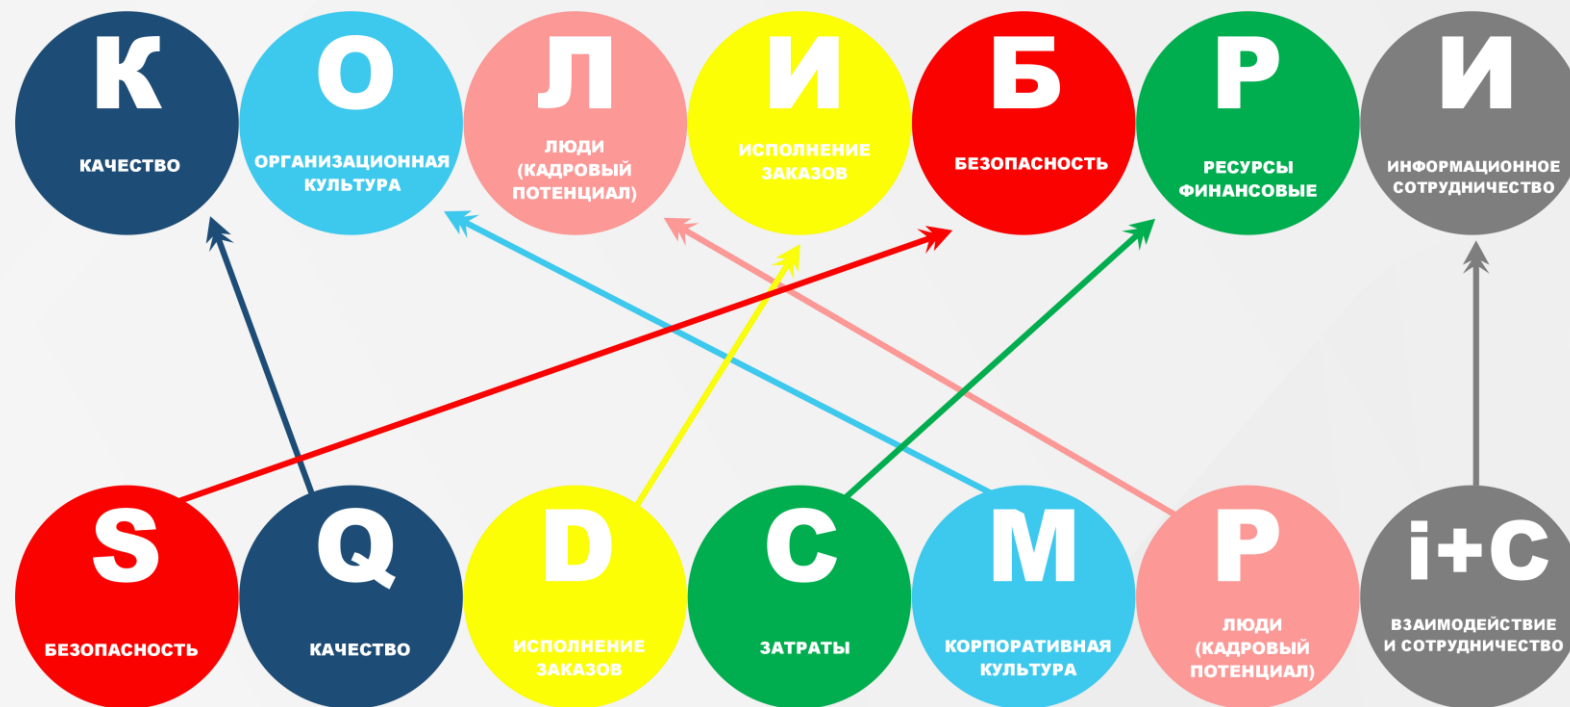 К
КАЧЕСТВО
О
ОРГАНИЗАЦИОННАЯ
КУЛЬТУРА
Л
ЛЮДИ
(КАДРОВЫЙ
ПОТЕНЦИАЛ)
И
ИСПОЛНЕНИЕ
ЗАКАЗОВ
Б
БЕЗОПАСНОСТЬ
Р
РЕСУРСЫ
ФИНАНСОВЫЕ
И
ИНФОРМАЦИОННОЕ
СОТРУДНИЧЕСТВО
S
БЕЗОПАСНОСТЬ
Q
КАЧЕСТВО
D
ИСПОЛНЕНИЕ
ЗАКАЗОВ
C
ЗАТРАТЫ
M
КОРПОРАТИВНАЯ
КУЛЬТУРА
P
ЛЮДИ
(КАДРОВЫЙ
ПОТЕНЦИАЛ)
i+C
ВЗАИМОДЕЙСТВИЕ
И СОТРУДНИЧЕСТВО